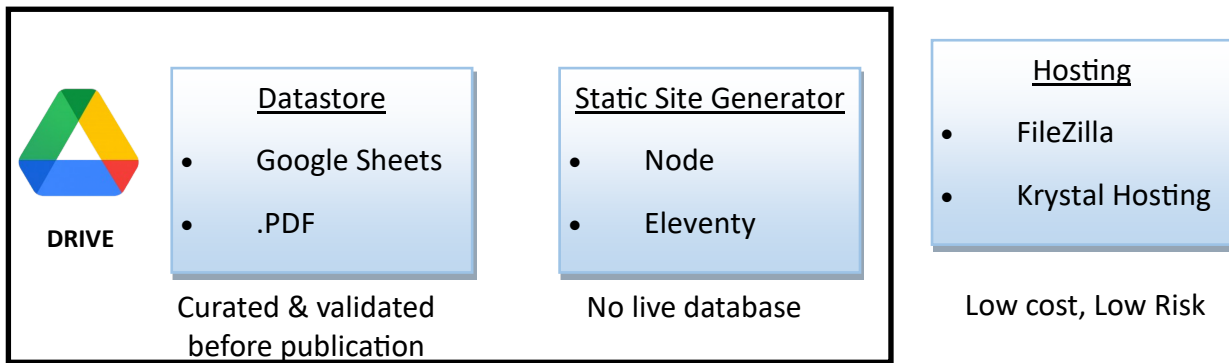 DRIVE
Datastore
• Google Sheets
• .PDF
Curated & validated
before publication
Static Site Generator
• Node
• Eleventy
No live database
Hosting
• FileZilla
• Krystal Hosting
Low cost, Low Risk